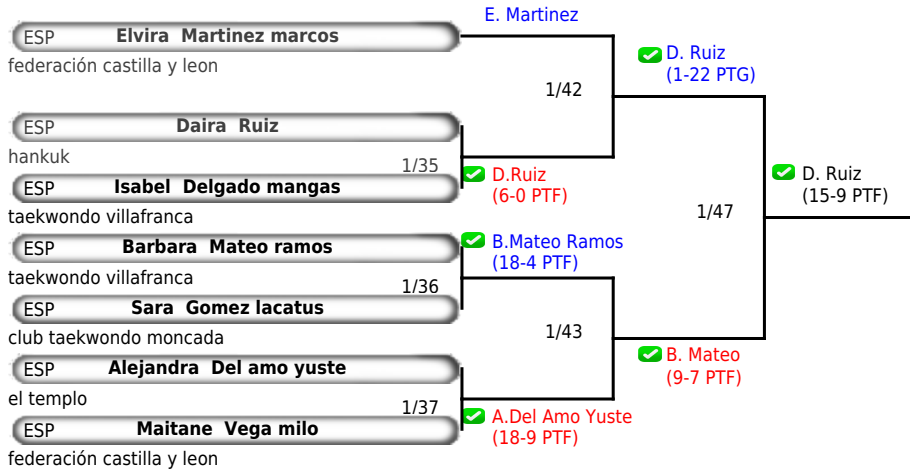 E. Martinez
ESP Elvira Martinez marcos
federación castilla y leon
D. Ruiz
(1-22 PTG)
1/42
ESP Daira Ruiz
hankuk
1/35
D.Ruiz
(6-0 PTF)
ESP Isabel Delgado mangas
taekwondo villafranca
D. Ruiz
(15-9 PTF)
1/47
ESP Barbara Mateo ramos
taekwondo villafranca
B.Mateo Ramos
(18-4 PTF)
1/36
ESP Sara Gomez lacatus
club taekwondo moncada
1/43
B. Mateo
(9-7 PTF)
ESP Alejandra Del amo yuste
el templo
1/37
A.Del Amo Yuste
(18-9 PTF)
ESP Maitane Vega milo
federación castilla y leon